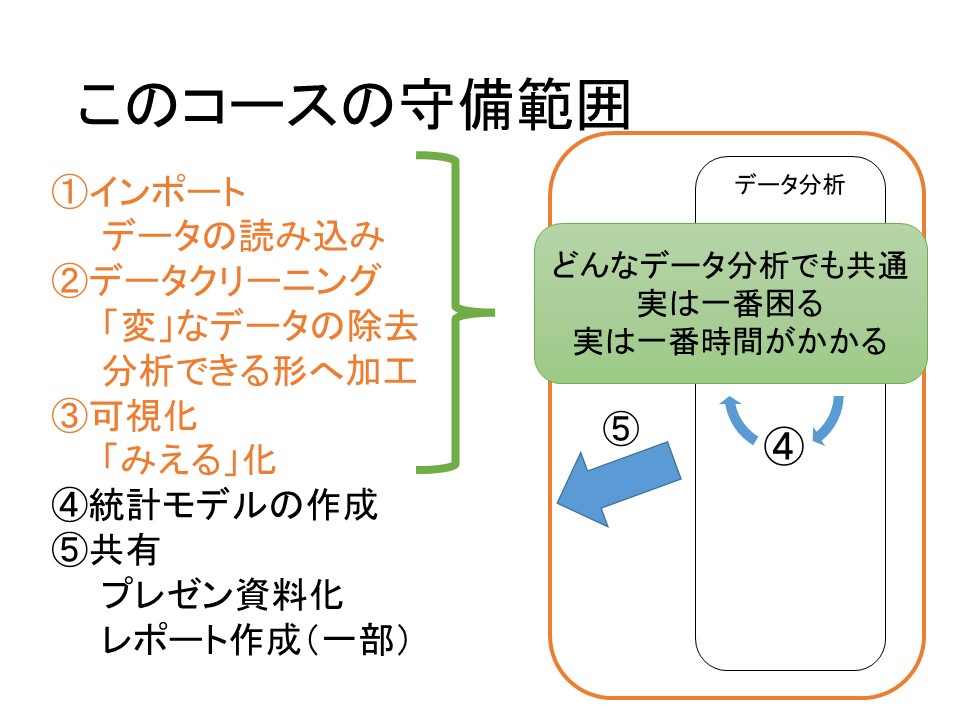 このコースの守備範囲
①インポート
データの読み込み
②データクリーニング
「変」なデータの除去
分析できる形へ加工
③可視化
「みえる」化
④統計モデルの作成
⑤共有
プレゼン資料化
レポート作成（一部）
データ分析
どんなデータ分析でも共通
実は一番困る
実は一番時間がかかる
⑤
④